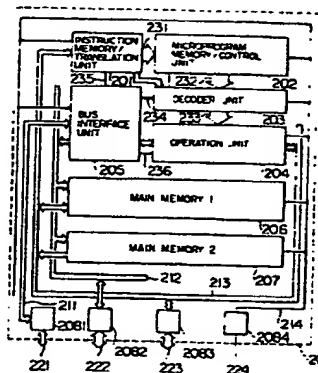 231
INSTRUCTION
MEMORY/
TRANSLATION
UNIT
MICROPROGRAM
MEMORY/CONTROL
UNIT
235
201
232
202
DECODER UNIT
234
233
203
BUS
INTERFACE
UNIT
OPERATION UNIT
205
236
204
MAIN MEMORY 1
206
MAIN MEMORY 2
212
213
207
211
214
2081
2082
2083
2084
221
222
223
224